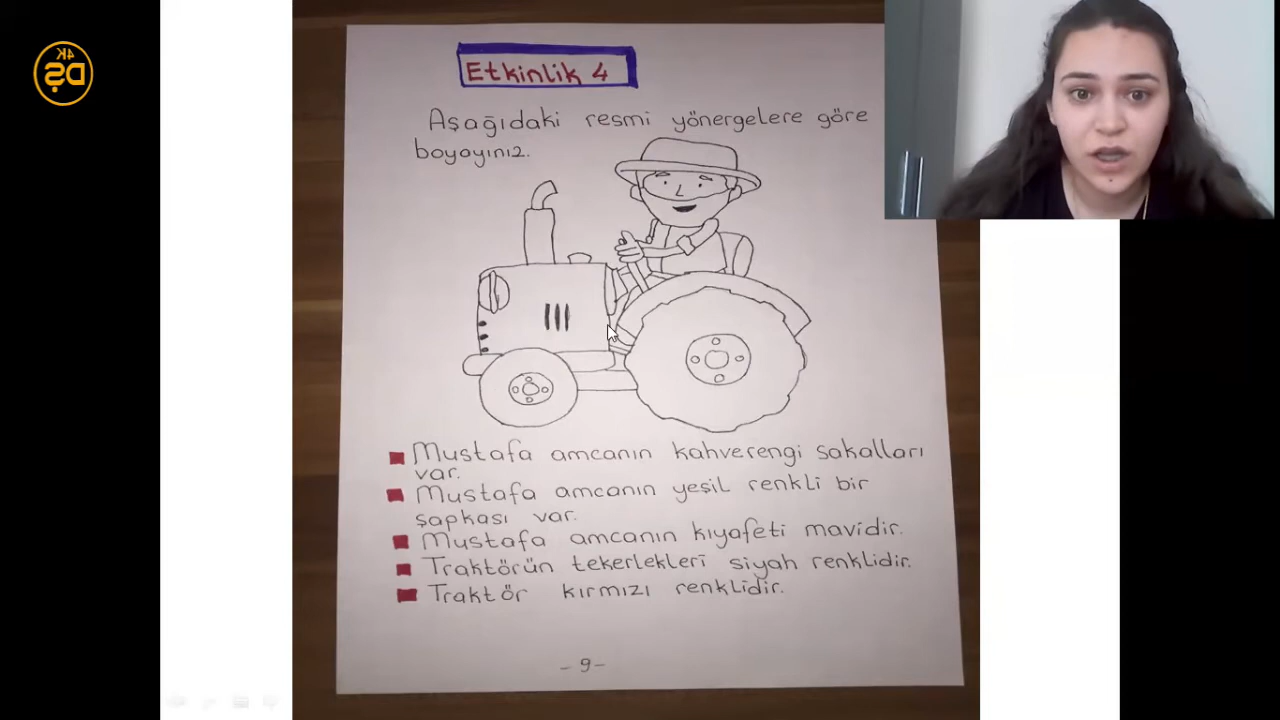 4K
DŞ
Etkinlik 4
Aşağıdaki resmi yönergelere göre
boyayınız.
Mustafa amcanın kahverengi sakalları
var.
Mustafa amcanın yeşil renkli bir
şapkası var.
Mustafa amcanın kıyafeti mavidir.
Traktörün tekerlekleri siyah renklidir.
Traktör kırmızı renklidir.
- 9 -